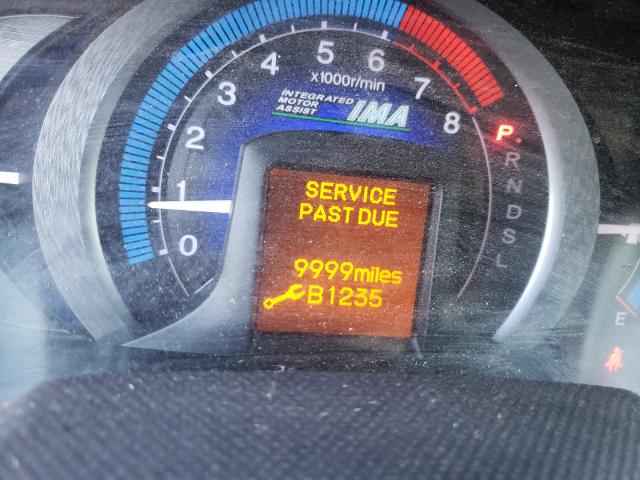 5
4
6
x1000r/min
3
7
INTEGRATED
MOTOR
ASSIST
IMA
2
8
P
R
N
D
S
L
1
0
SERVICE
PAST DUE
9999miles
B1235
E